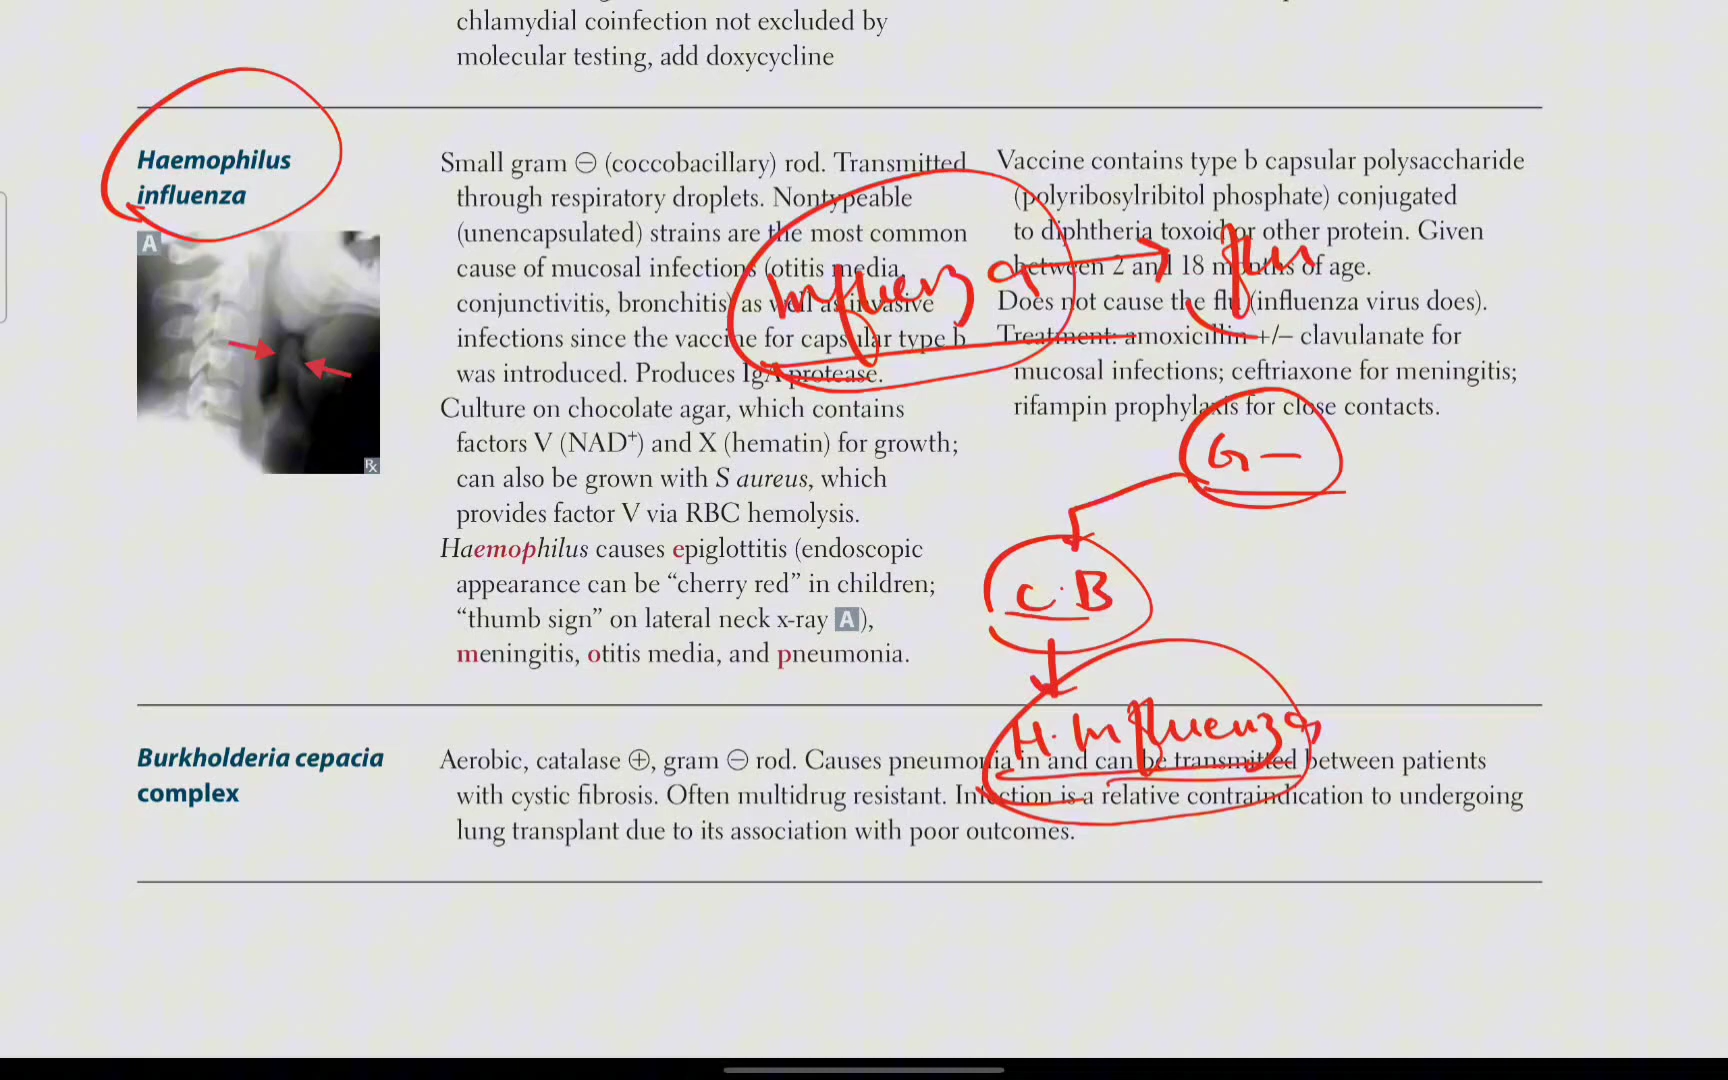 chlamydial coinfection not excluded by
molecular testing, add doxycycline
Haemophilus
influenza
A
Rx
Small gram ⊖ (coccobacillary) rod. Transmitted
through respiratory droplets. Nontypeable
(unencapsulated) strains are the most common
cause of mucosal infections (otitis media,
conjunctivitis, bronchitis) as well as invasive
infections since the vaccine for capsular type b
was introduced. Produces IgA protease.
Culture on chocolate agar, which contains
factors V (NAD⁺) and X (hematin) for growth;
can also be grown with S aureus, which
provides factor V via RBC hemolysis.
Haemophilus causes epiglottitis (endoscopic
appearance can be “cherry red” in children;
“thumb sign” on lateral neck x-ray A),
meningitis, otitis media, and pneumonia.
Vaccine contains type b capsular polysaccharide
(polyribosylribitol phosphate) conjugated
to diphtheria toxoid or other protein. Given
between 2 and 18 months of age.
Does not cause the flu (influenza virus does).
Treatment: amoxicillin +/– clavulanate for
mucosal infections; ceftriaxone for meningitis;
rifampin prophylaxis for close contacts.
Influenza → flu
G –
C.B
H. Influenza
Burkholderia cepacia
complex
Aerobic, catalase ⊕, gram ⊖ rod. Causes pneumonia in and can be transmitted between patients
with cystic fibrosis. Often multidrug resistant. Infection is a relative contraindication to undergoing
lung transplant due to its association with poor outcomes.